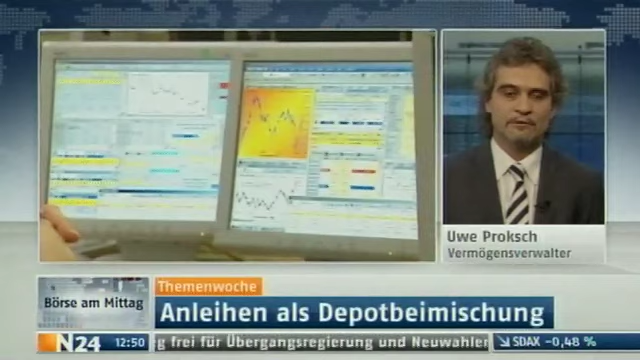 Uwe Proksch
Vermögensverwalter
Themenwoche
Börse am Mittag
Anleihen als Depotbeimischung
N24 12:50 g frei für Übergangsregierung und Neuwahlen SDAX -0,48 %